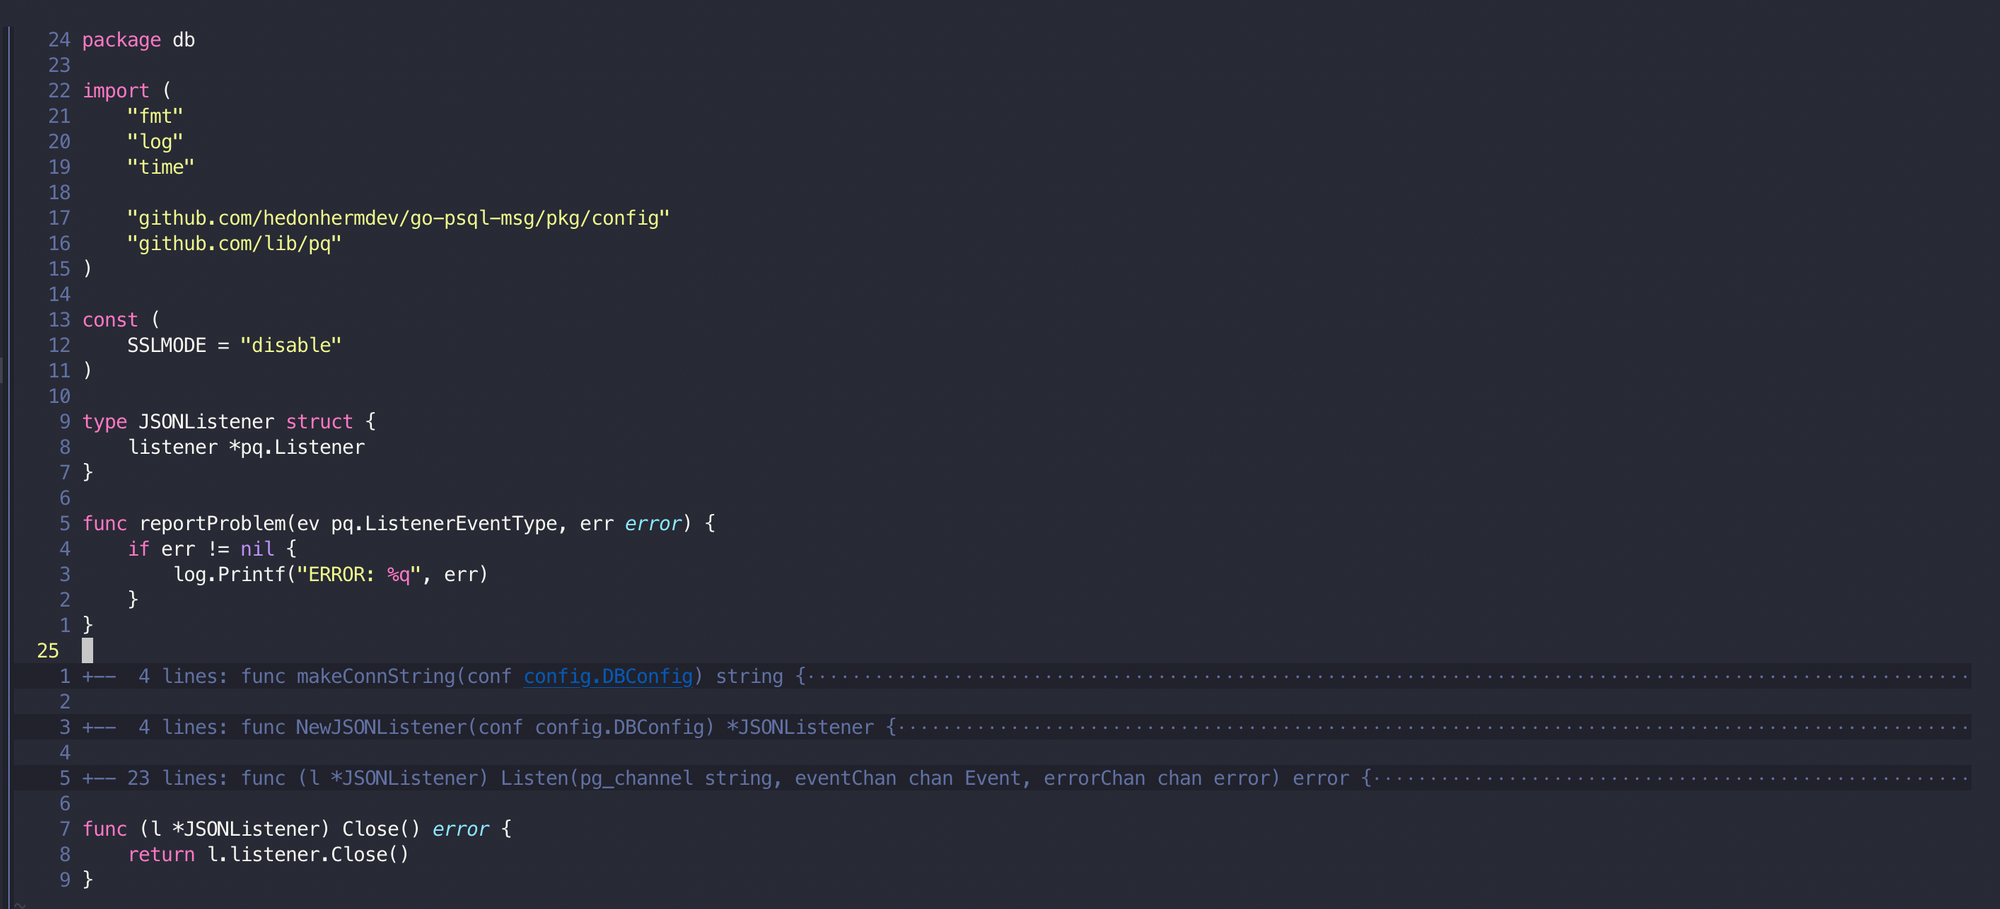 24 package db
23
22 import (
21     "fmt"
20     "log"
19     "time"
18
17     "github.com/hedonhermdev/go-psql-msg/pkg/config"
16     "github.com/lib/pq"
15 )
14
13 const (
12     SSLMODE = "disable"
11 )
10
9 type JSONListener struct {
8     listener *pq.Listener
7 }
6
5 func reportProblem(ev pq.ListenerEventType, err error) {
4     if err != nil {
3         log.Printf("ERROR: %q", err)
2     }
1 }
25
1 +--  4 lines: func makeConnString(conf config.DBConfig) string {··········
2
3 +--  4 lines: func NewJSONListener(conf config.DBConfig) *JSONListener {··········
4
5 +-- 23 lines: func (l *JSONListener) Listen(pg_channel string, eventChan chan Event, errorChan chan error) error {··········
6
7 func (l *JSONListener) Close() error {
8     return l.listener.Close()
9 }
~